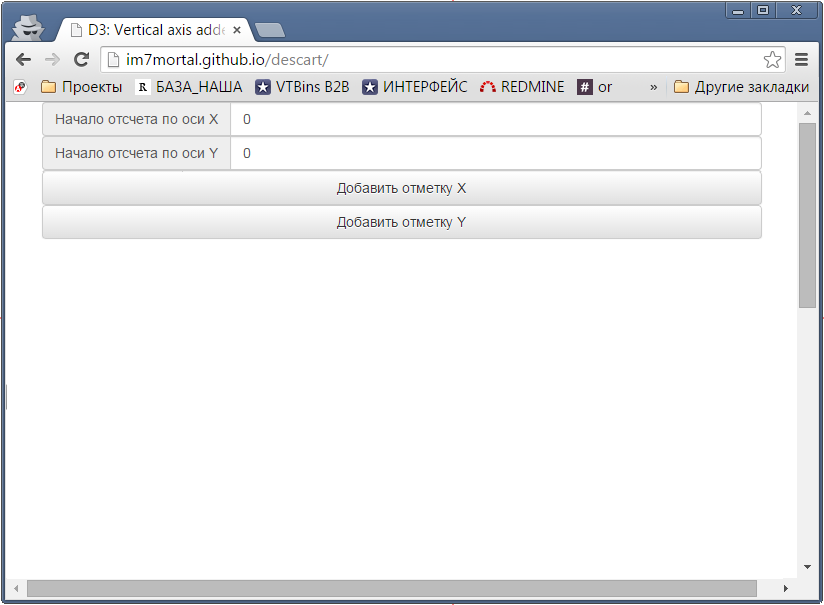 D3: Vertical axis adde
im7mortal.github.io/descart/
Проекты
R БАЗА_НАША
VTBins B2B
ИНТЕРФЕЙС
REDMINE
# or
»
Другие закладки
Начало отсчета по оси X 0
Начало отсчета по оси Y 0
Добавить отметку X
Добавить отметку Y